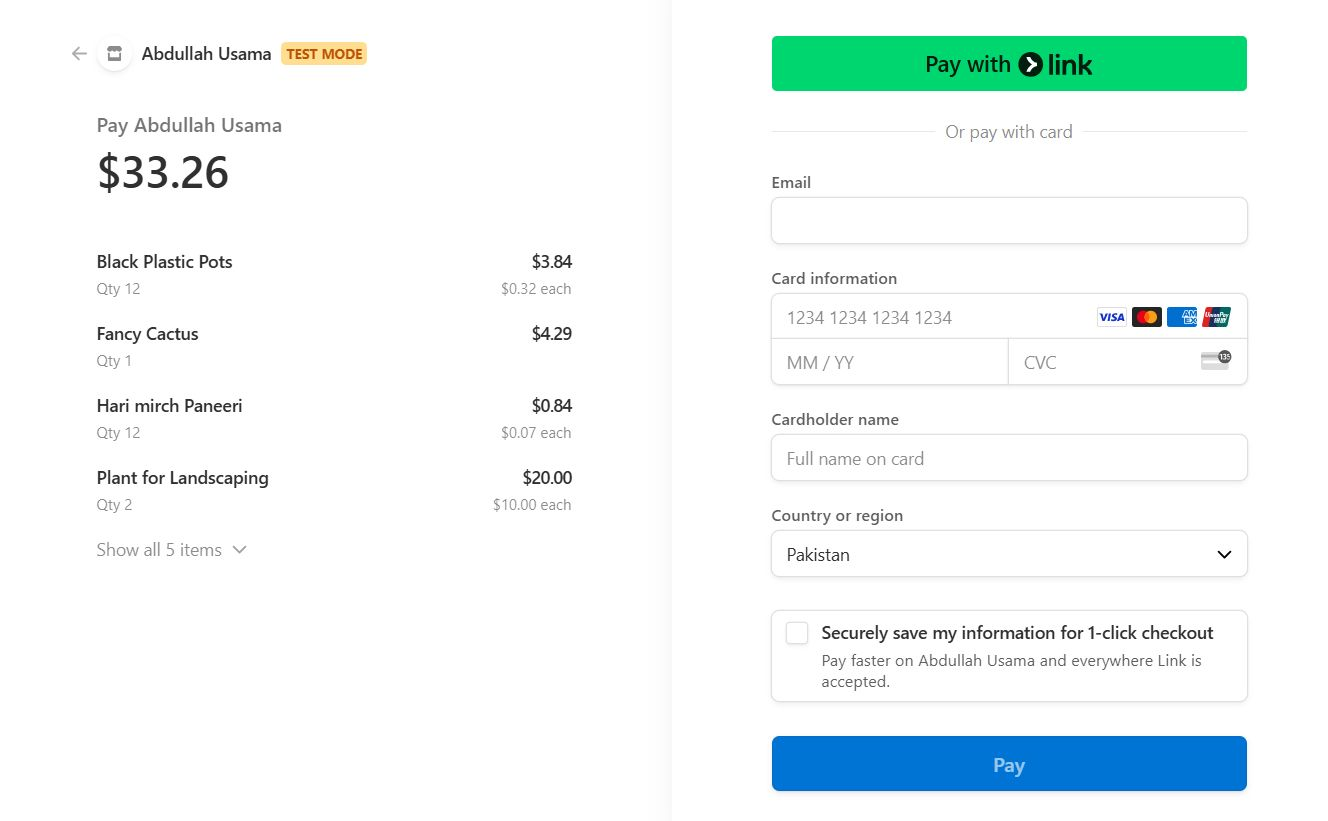 Abdullah Usama TEST MODE
Pay Abdullah Usama
$33.26
Black Plastic Pots $3.84
Qty 12 $0.32 each
Fancy Cactus $4.29
Qty 1
Hari mirch Paneeri $0.84
Qty 12 $0.07 each
Plant for Landscaping $20.00
Qty 2 $10.00 each
Show all 5 items
Pay with link
Or pay with card
Email
Card information
1234 1234 1234 1234 VISA AMEX UnionPay 银联
MM / YY CVC 135
Cardholder name
Full name on card
Country or region
Pakistan
Securely save my information for 1-click checkout
Pay faster on Abdullah Usama and everywhere Link is
accepted.
Pay